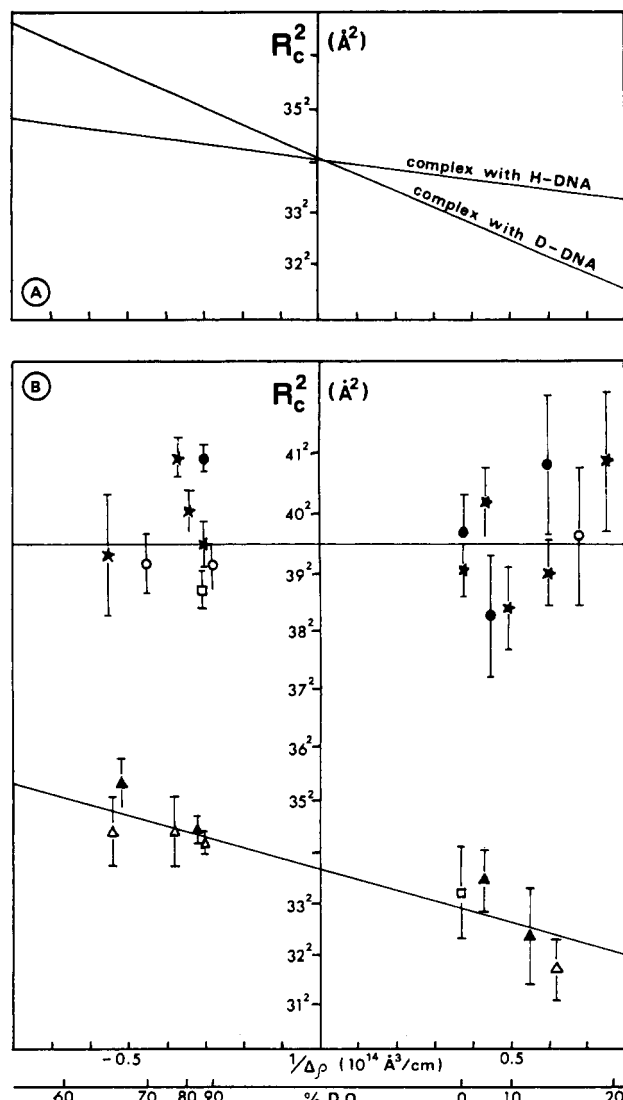 R_c^2 (Å^2)
35^2
complex with H-DNA
complex with D-DNA
33^2
32^2
A
B
R_c^2 (Å^2)
41^2
40^2
39^2
38^2
37^2
36^2
35^2
33^2
32^2
31^2
-0.5 1/Δρ (10^14 Å^3/cm) 0.5
60 70 80 90 % D₂O 0 10 20